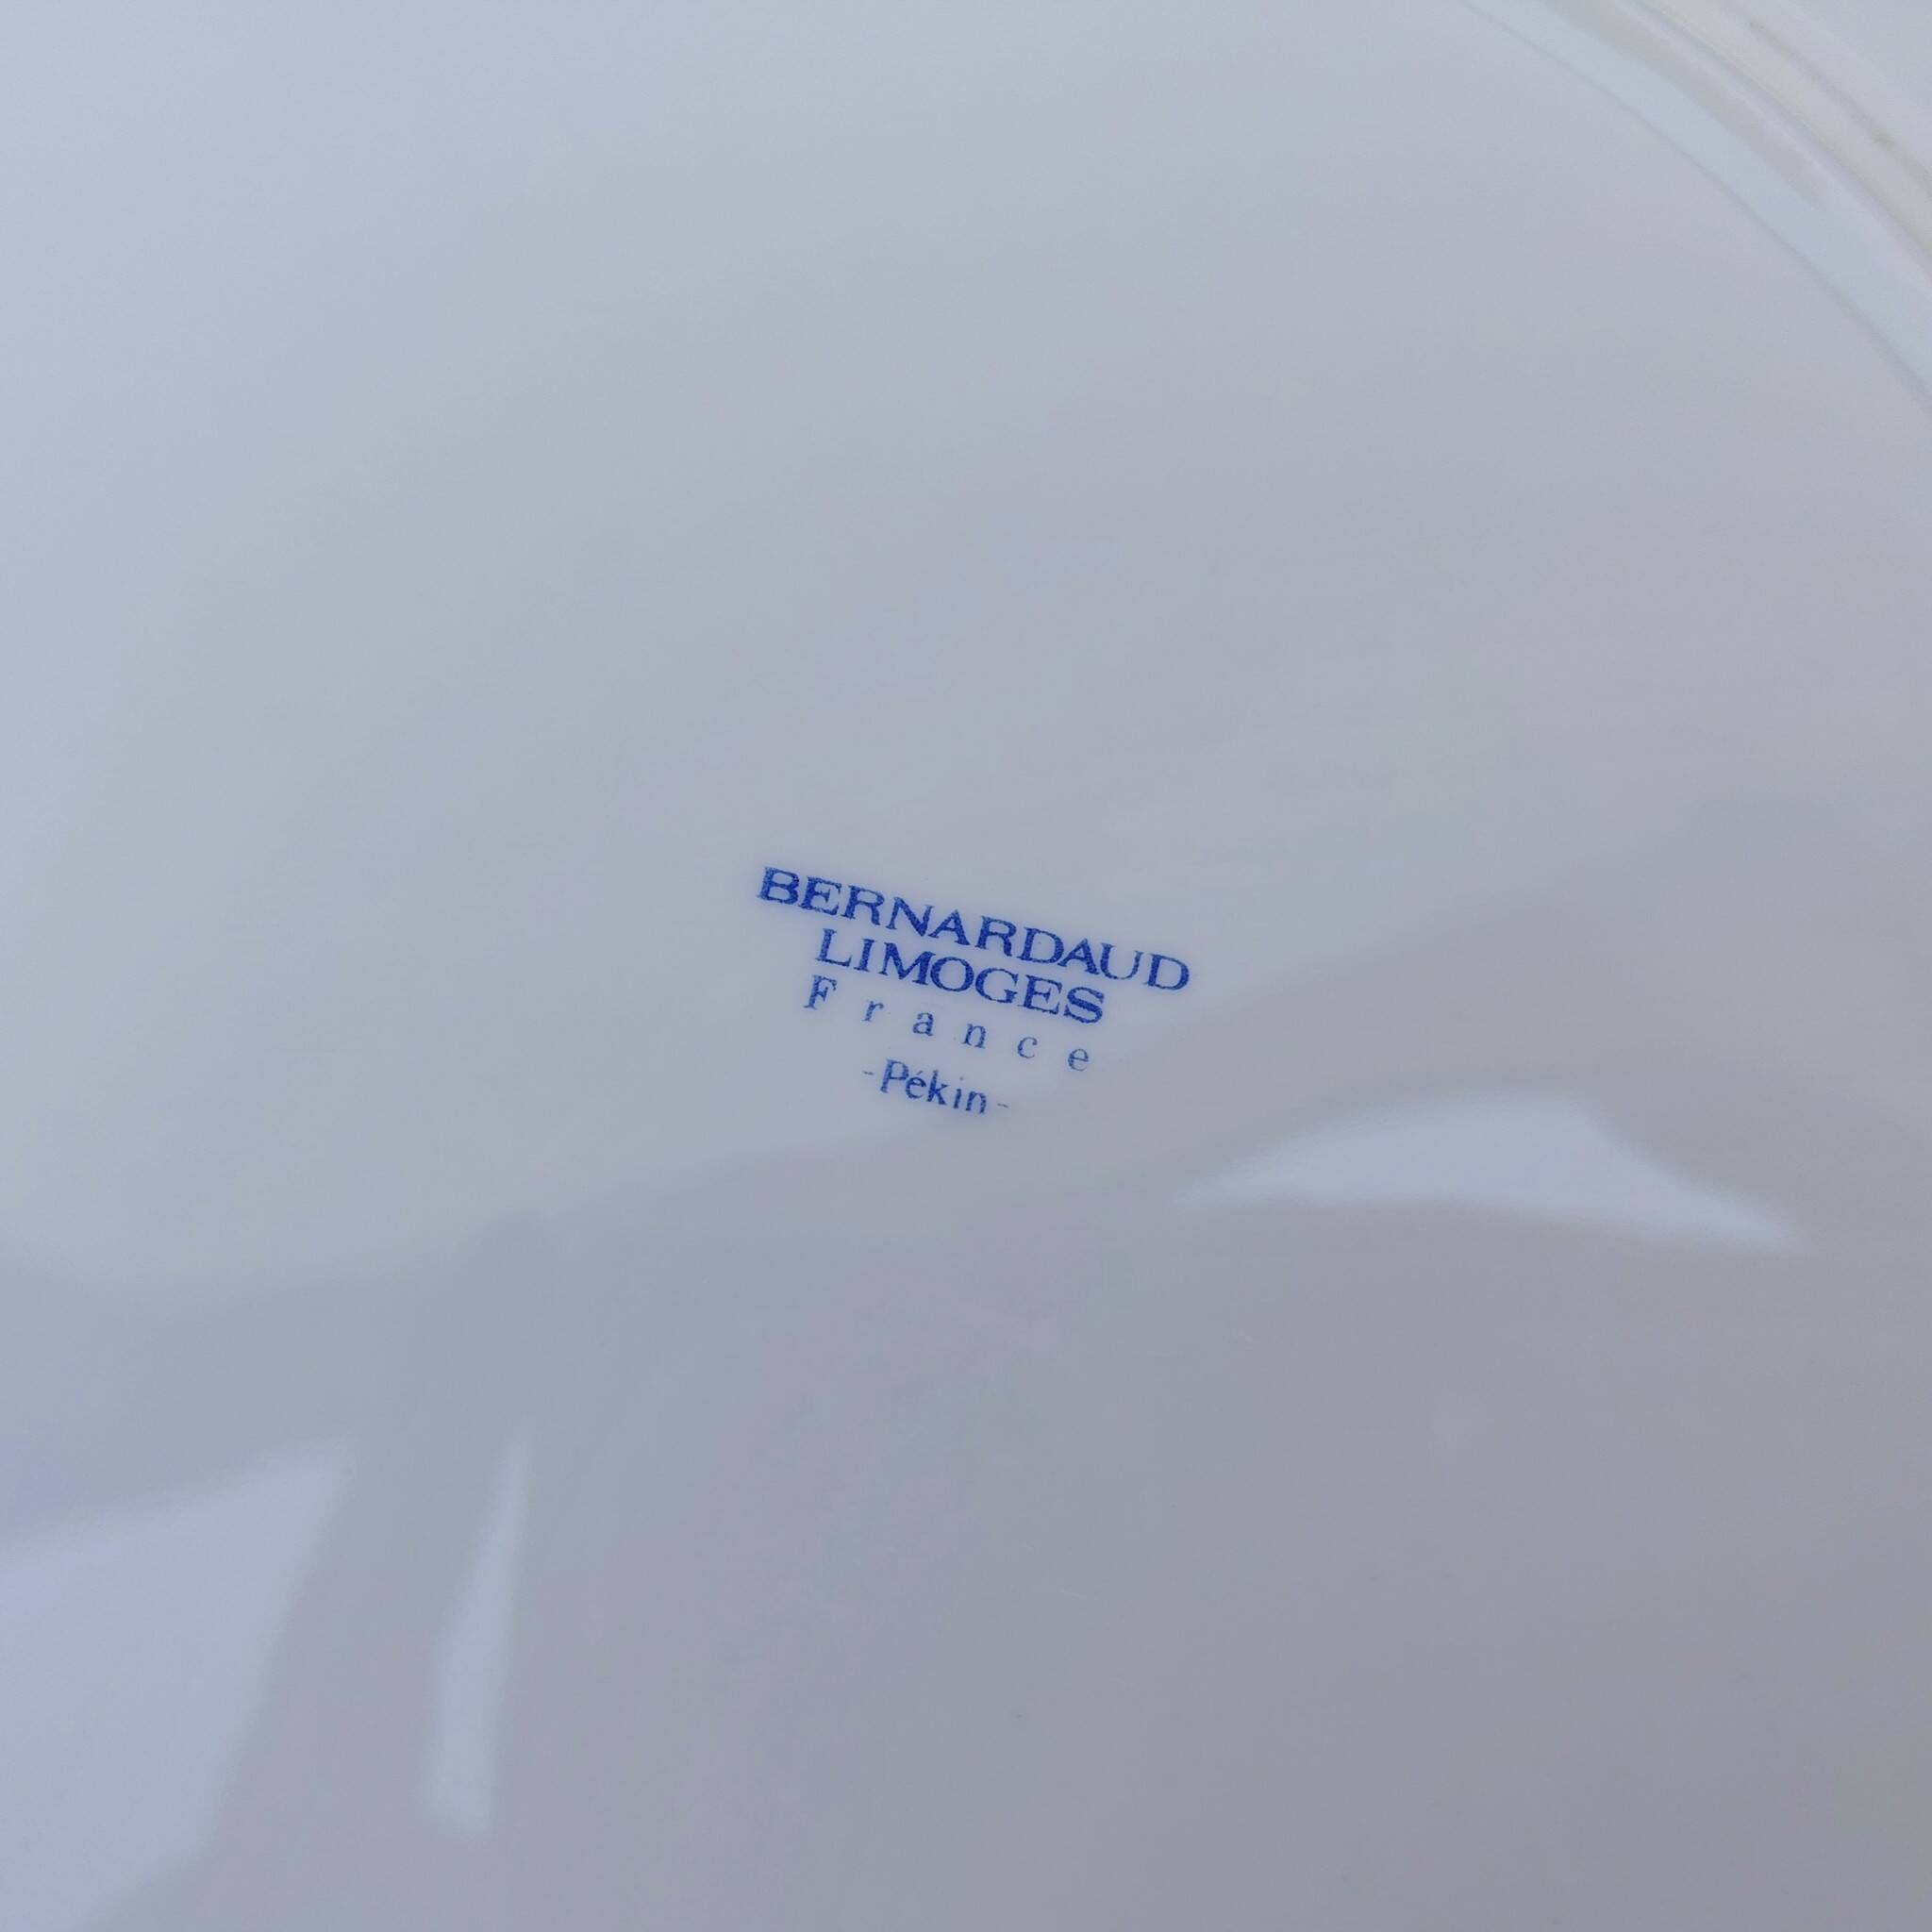 BERNARDAUD
LIMOGES
France
-Pékin-